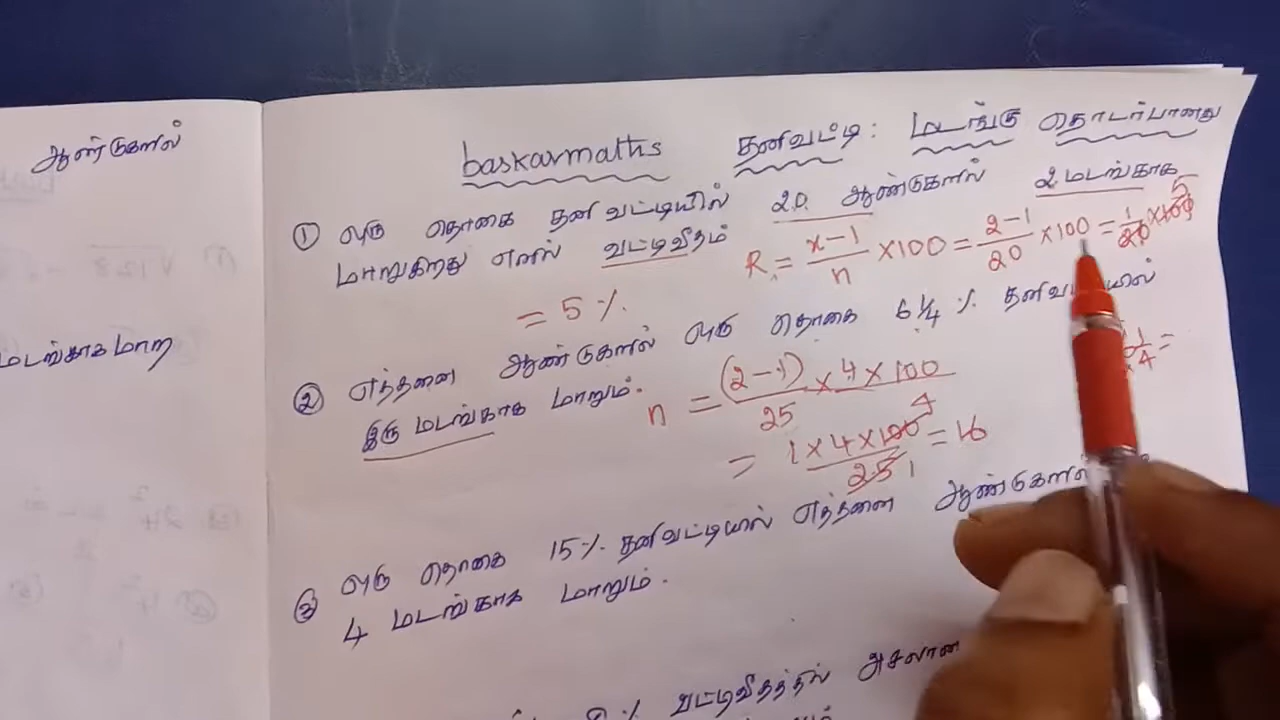 ஆண்டுகளில்
மடங்காக மாற
baskarmaths தனிவட்டி : மடங்கு தொடர்பானது
① ஒரு தொகை தனி வட்டியில் 20 ஆண்டுகளில் 2 மடங்காக
மாறுகிறது எனில் வட்டிவீதம் R = x-1/n ×100 = 2-1/20 ×100 = 1/20 ×100 5
= 5 %
② எத்தனை ஆண்டுகளில் ஒரு தொகை 6 1/4 % தனிவட்டியில்
இரு மடங்காக மாறும். n = (2-1) × 4 × 100 / 25
= 1 × 4 × 100 4 / 25 1 = 16
③ ஒரு தொகை 15% தனிவட்டியில் எத்தனை ஆண்டுகளில்
4 மடங்காக மாறும்.
% வட்டிவீதத்தில் அசலான